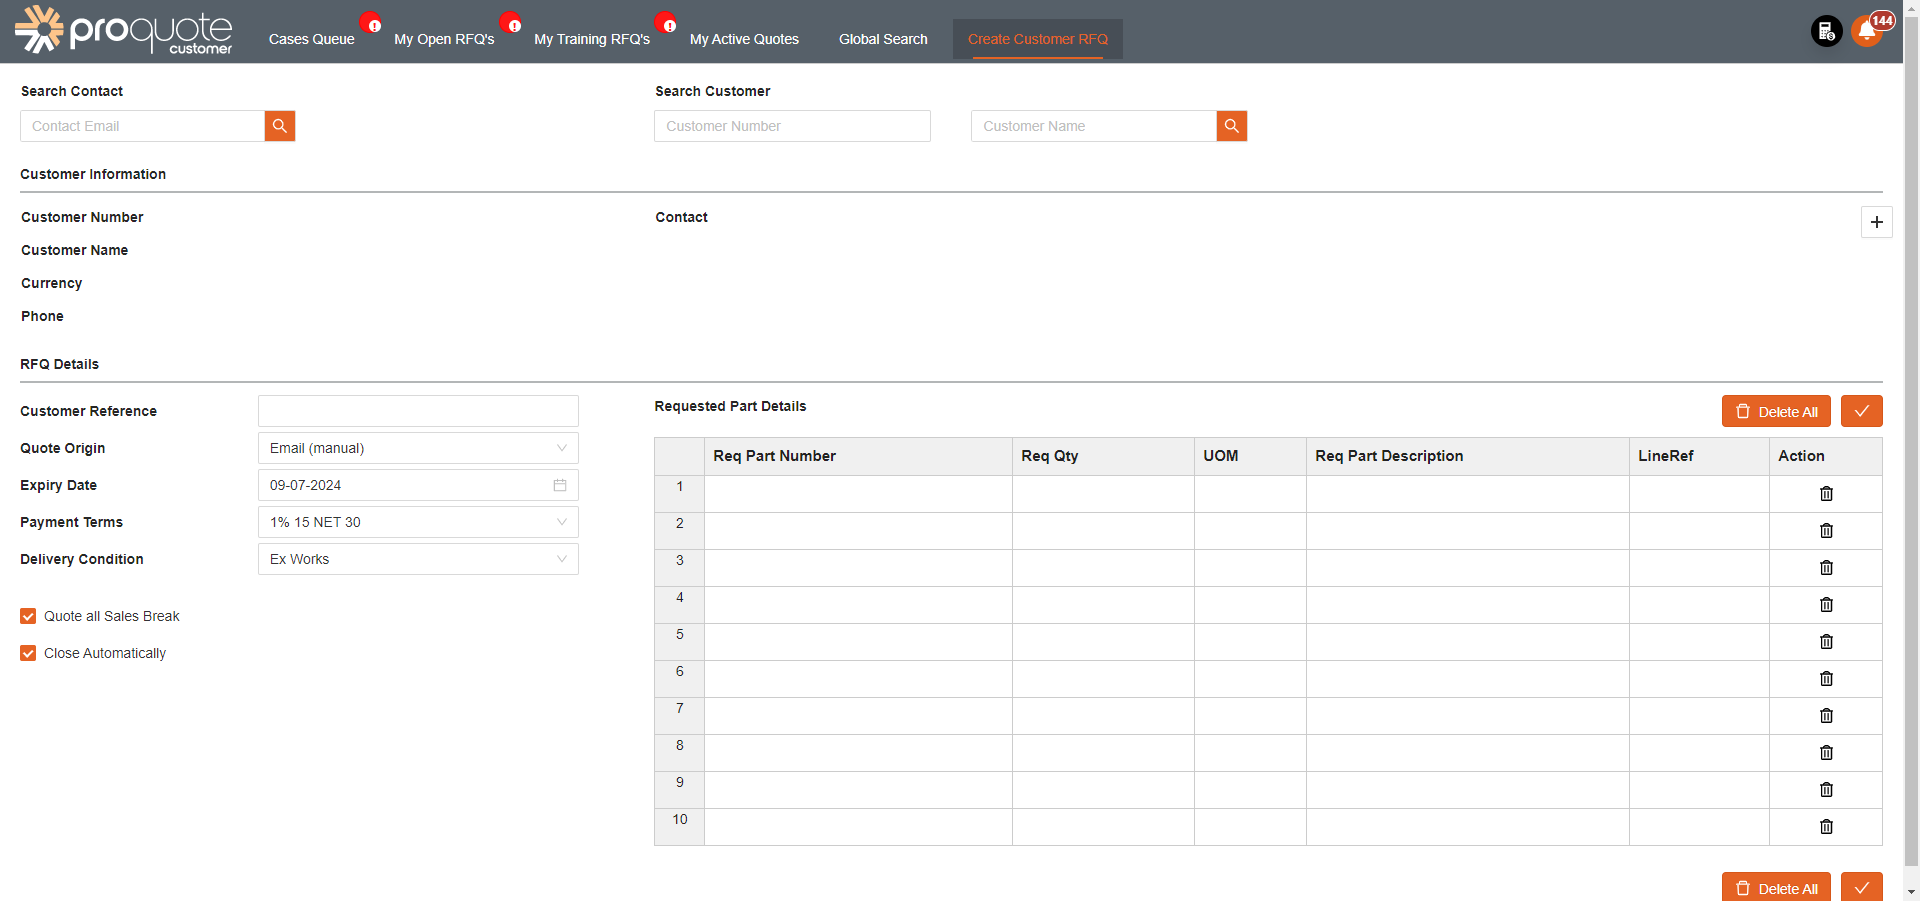 proquote
customer
Cases Queue
!
My Open RFQ's
!
My Training RFQ's
!
My Active Quotes
Global Search
Create Customer RFQ
144
Search Contact
Search Customer
Contact Email
Customer Number
Customer Name
Customer Information
Customer Number
Contact
Customer Name
Currency
Phone
RFQ Details
Customer Reference
Quote Origin
Email (manual)
Expiry Date
09-07-2024
Payment Terms
1% 15 NET 30
Delivery Condition
Ex Works
Quote all Sales Break
Close Automatically
Requested Part Details
Delete All
Req Part Number Req Qty UOM Req Part Description LineRef Action
1
2
3
4
5
6
7
8
9
10
Delete All